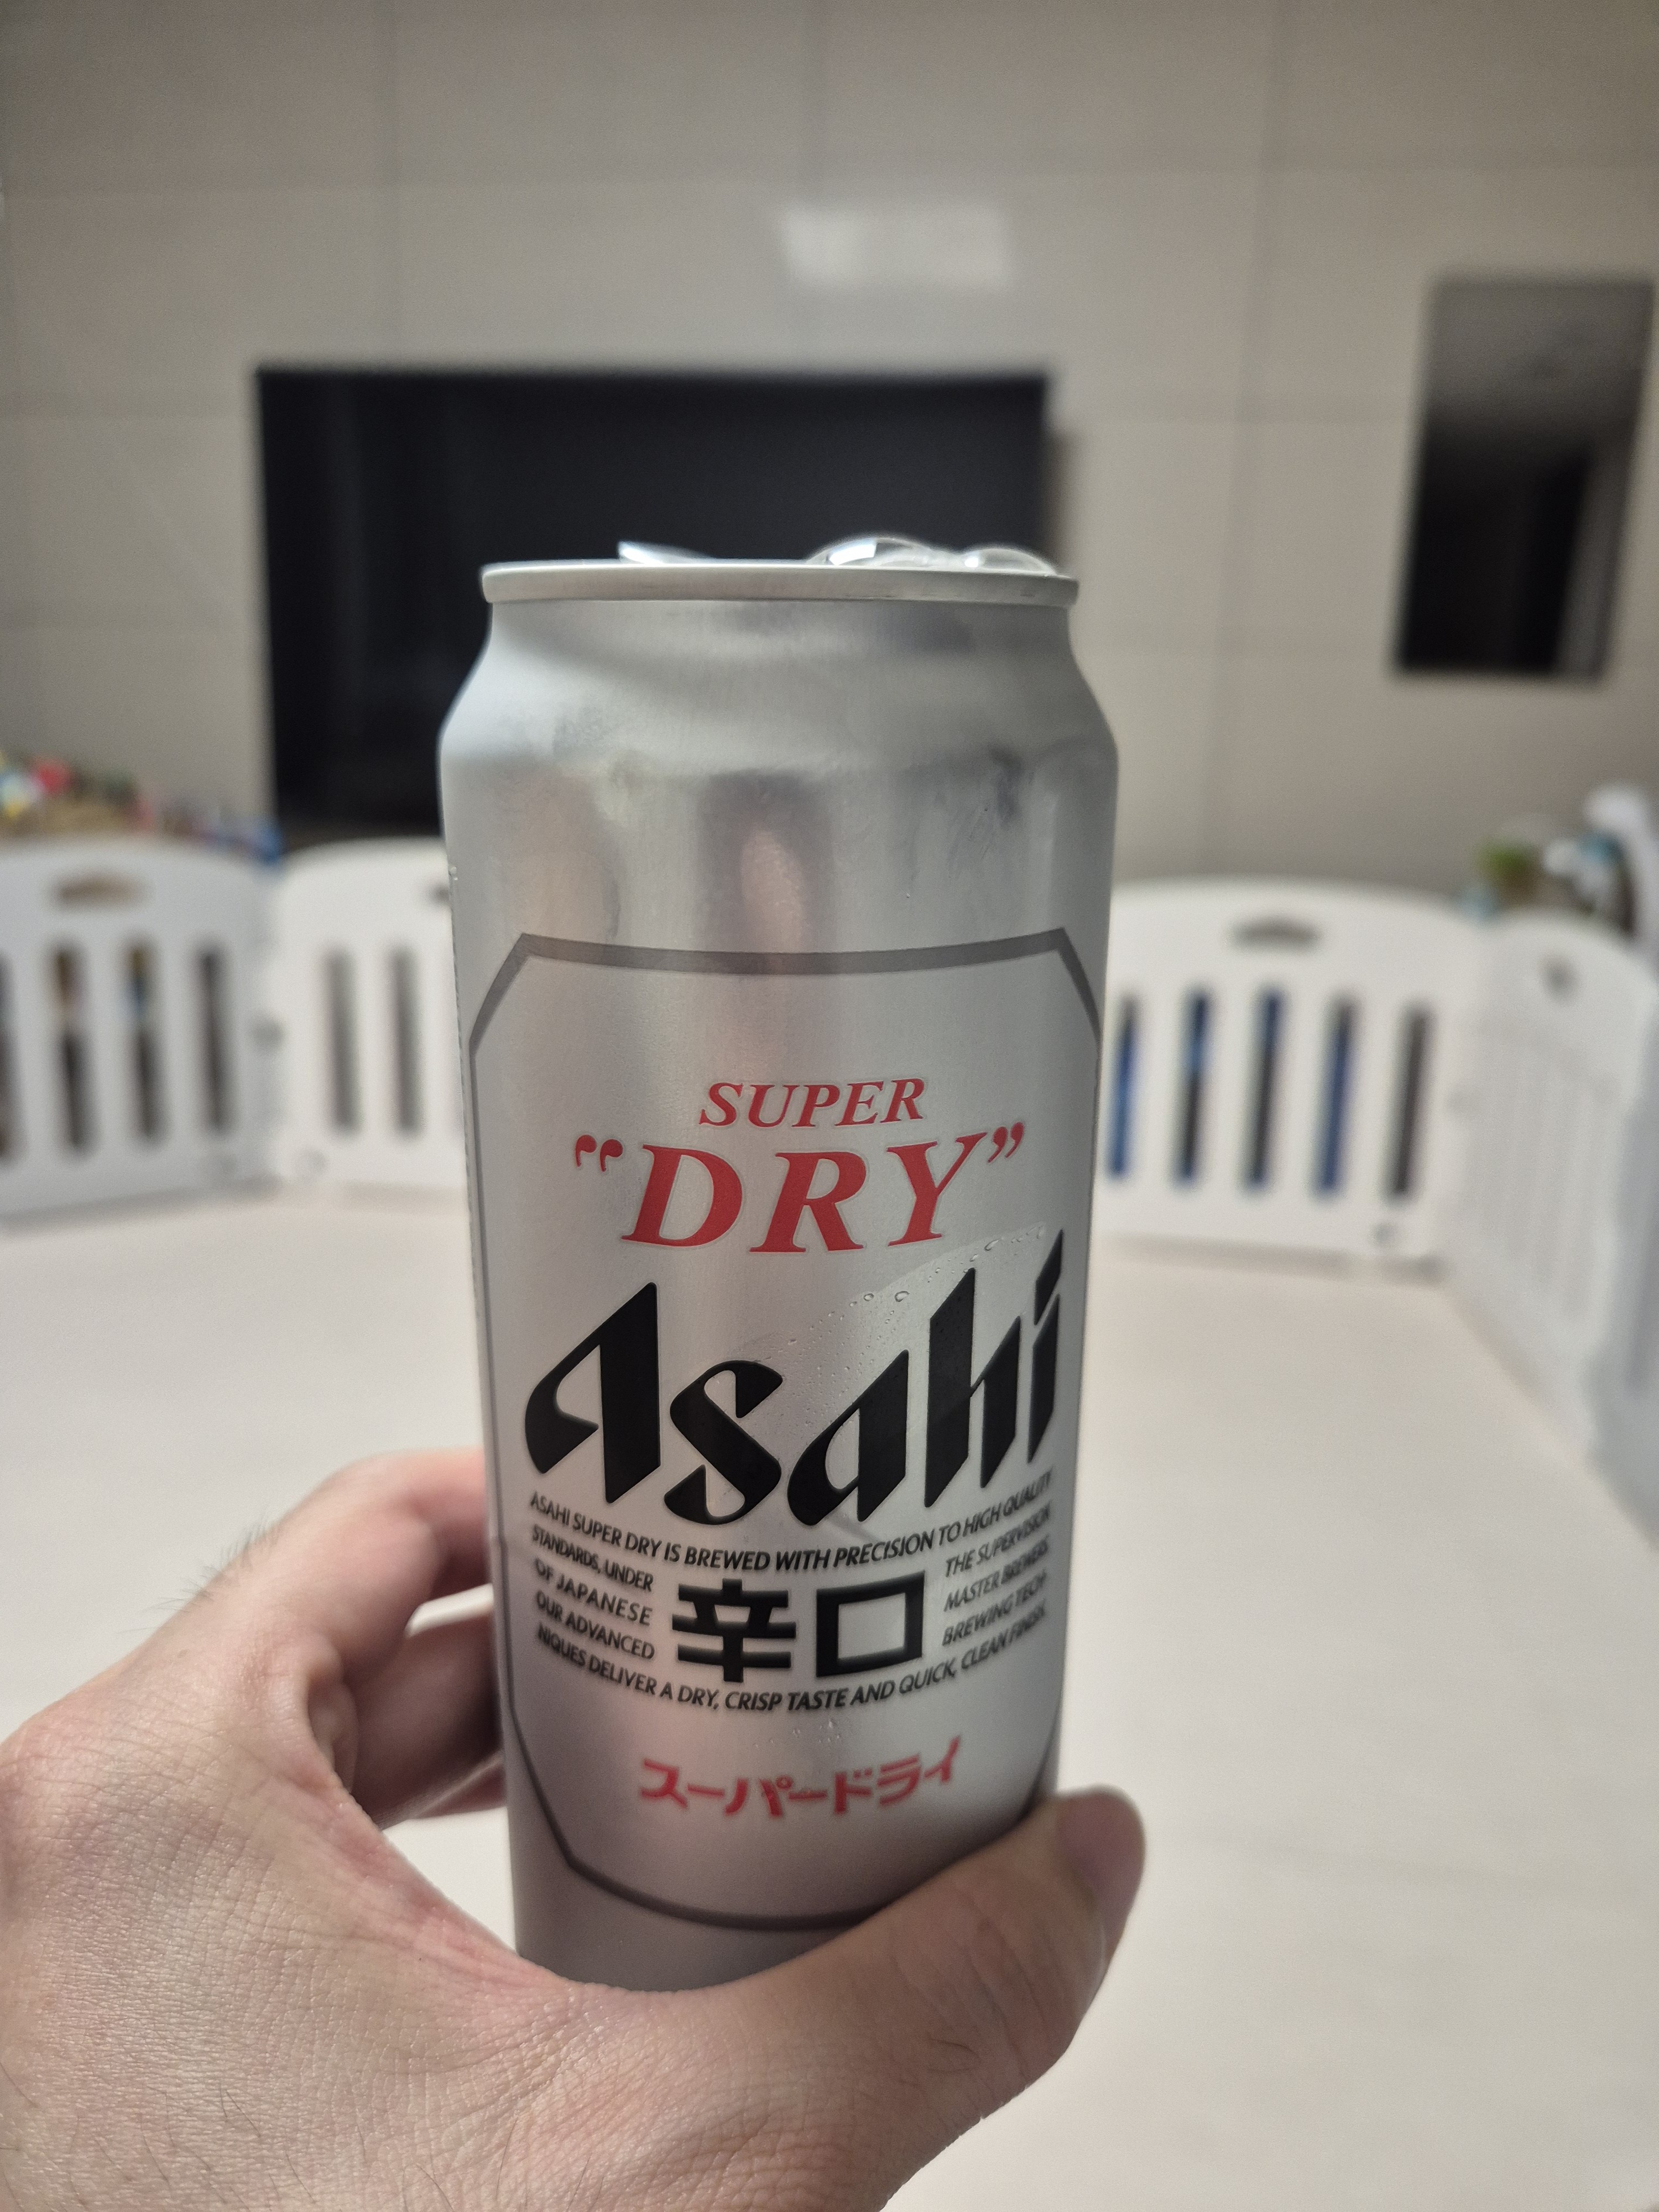 SUPER
"DRY"
Asahi
ASAHI SUPER DRY IS BREWED WITH PRECISION TO HIGH QUALITY
STANDARDS, UNDER THE SUPERVISION
OF JAPANESE MASTER BREWERS.
OUR ADVANCED BREWING TECH-
NIQUES DELIVER A DRY, CRISP TASTE AND QUICK, CLEAN FINISH.
辛口
スーパードライ